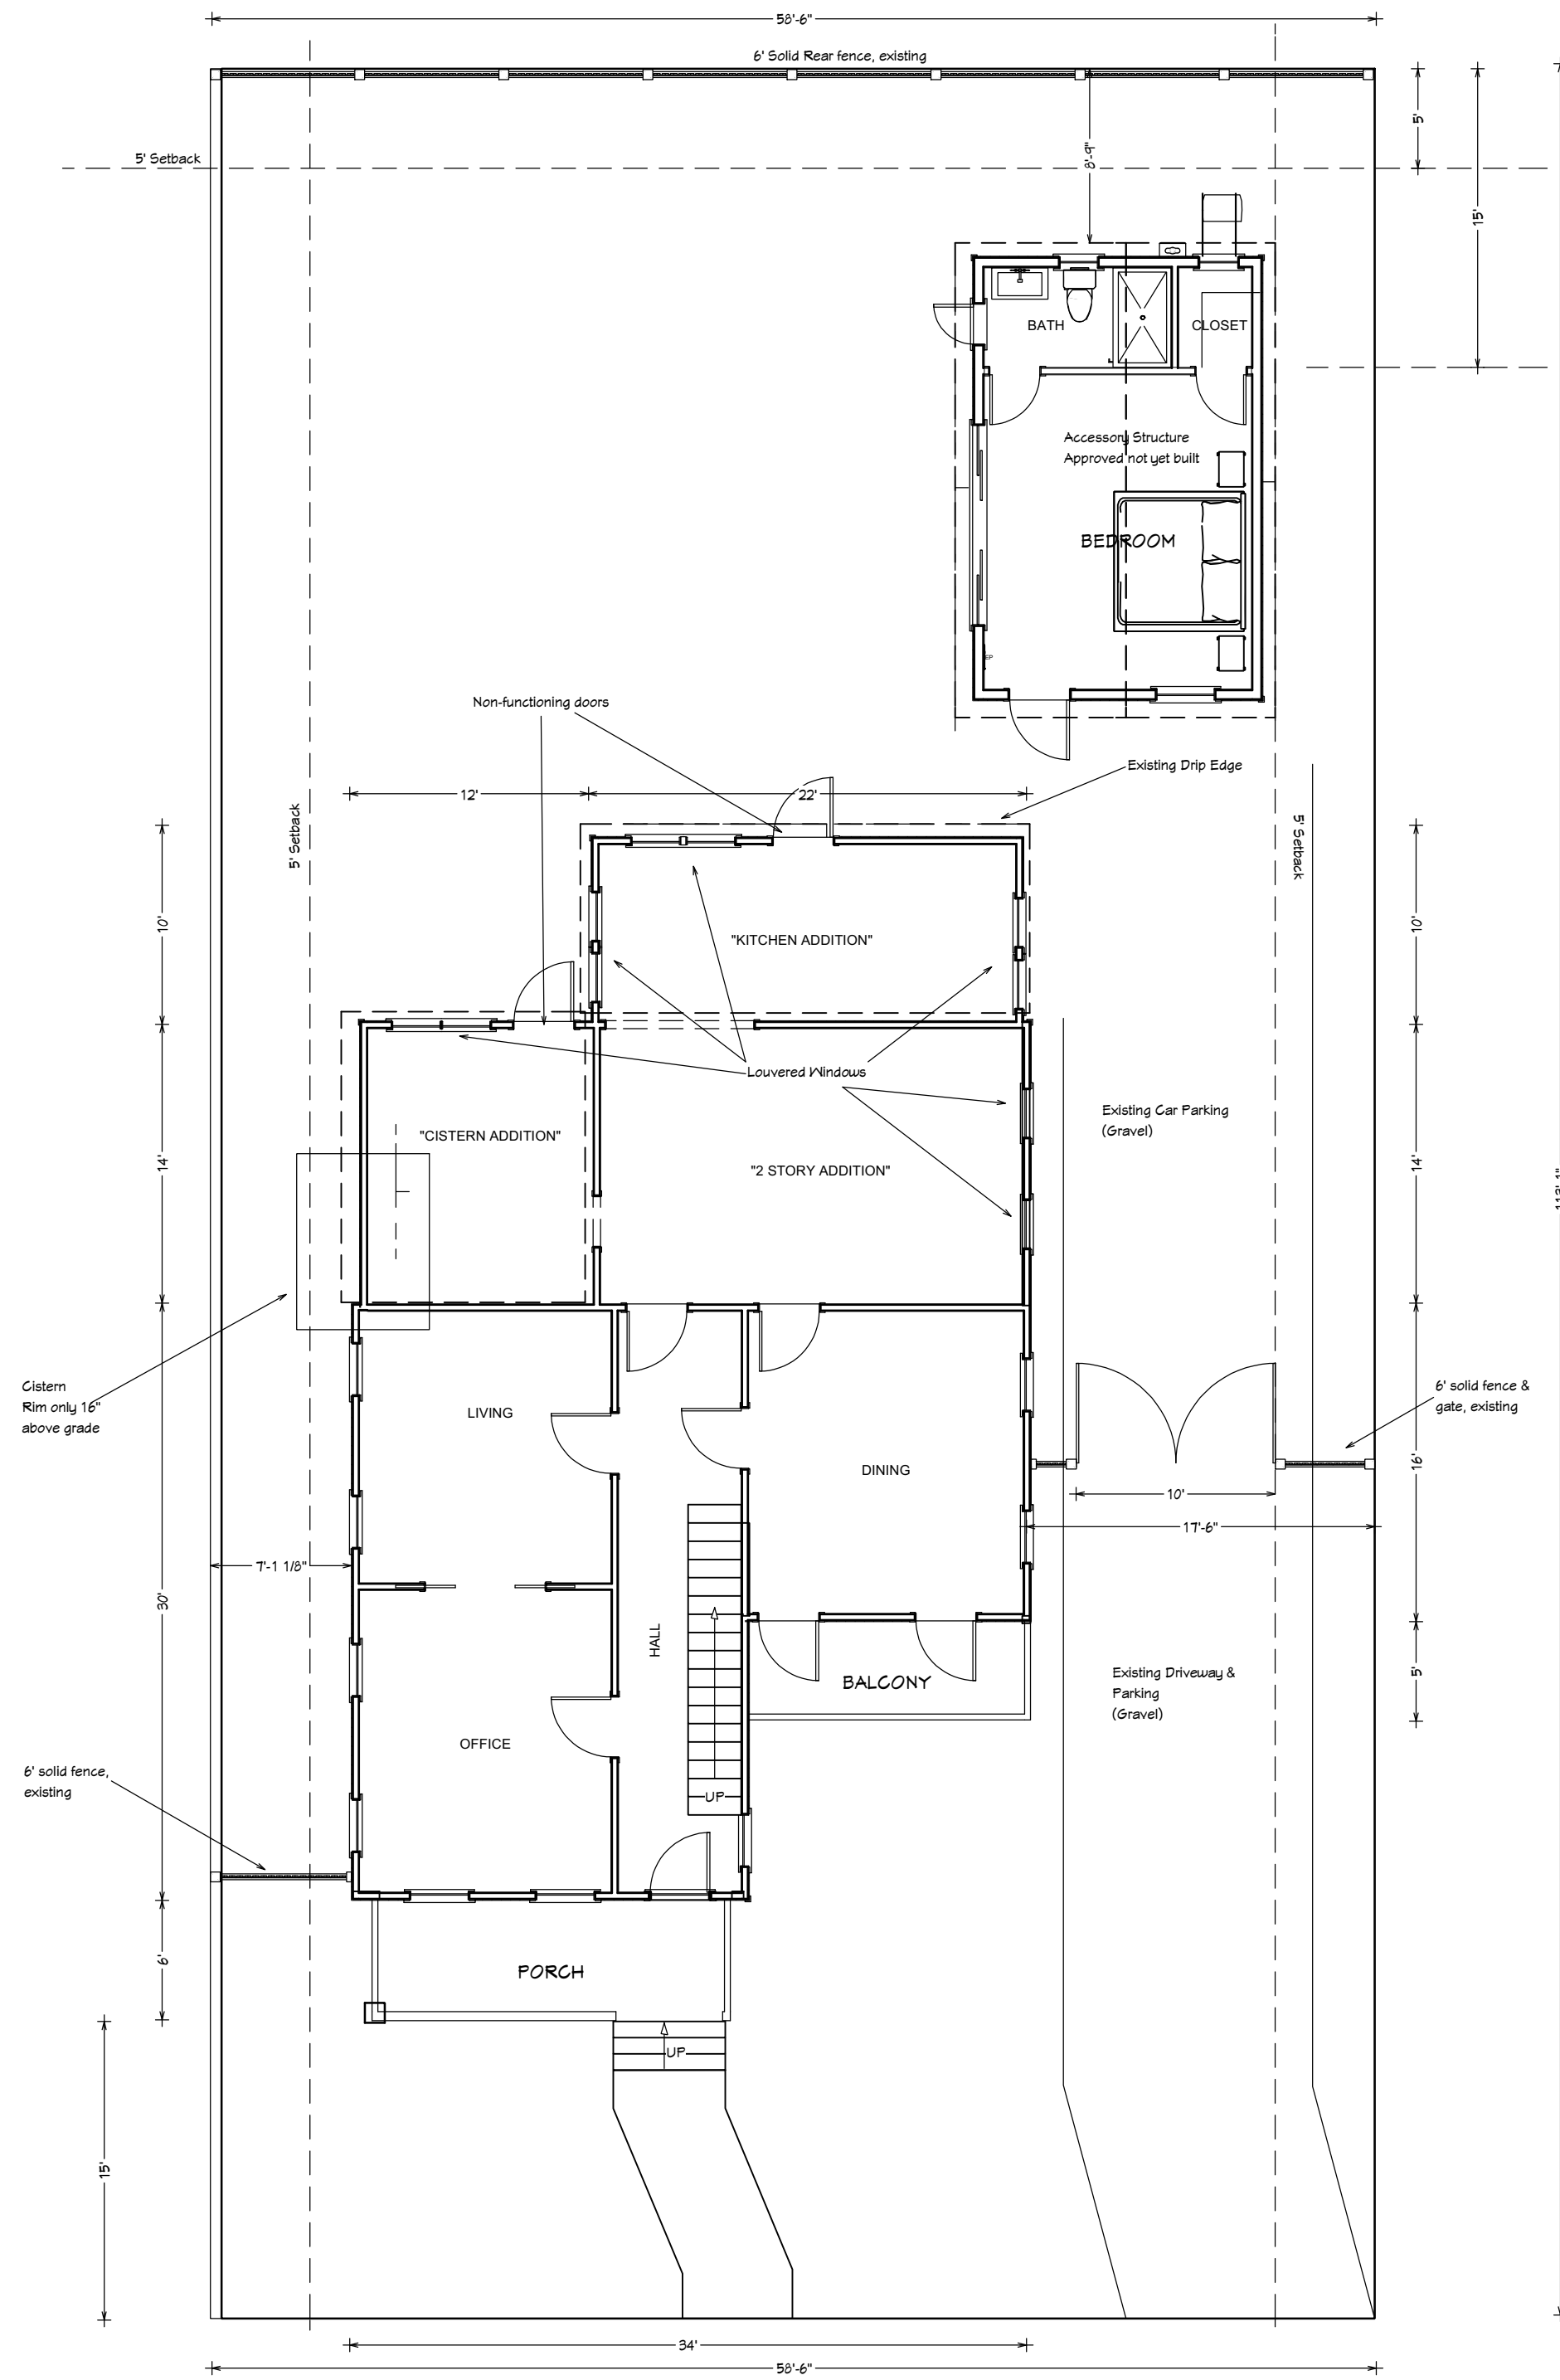 58'-6"
6' Solid Rear fence, existing
5'
8'-9"
5' Setback
15'
BATH
CLOSET
Accessory Structure
Approved not yet built
BEDROOM
Non-functioning doors
Existing Drip Edge
12'
22'
5' Setback
5' Setback
10'
10'
"KITCHEN ADDITION"
Louvered Windows
Existing Car Parking
(Gravel)
"CISTERN ADDITION"
14'
14'
"2 STORY ADDITION"
Cistern
Rim only 16"
above grade
6' solid fence &
gate, existing
LIVING
DINING
16'
10'
17'-6"
7'-1 1/8"
30'
HALL
BALCONY
Existing Driveway &
Parking
(Gravel)
5'
OFFICE
6' solid fence,
existing
UP
6'
PORCH
UP
15'
34'
58'-6"